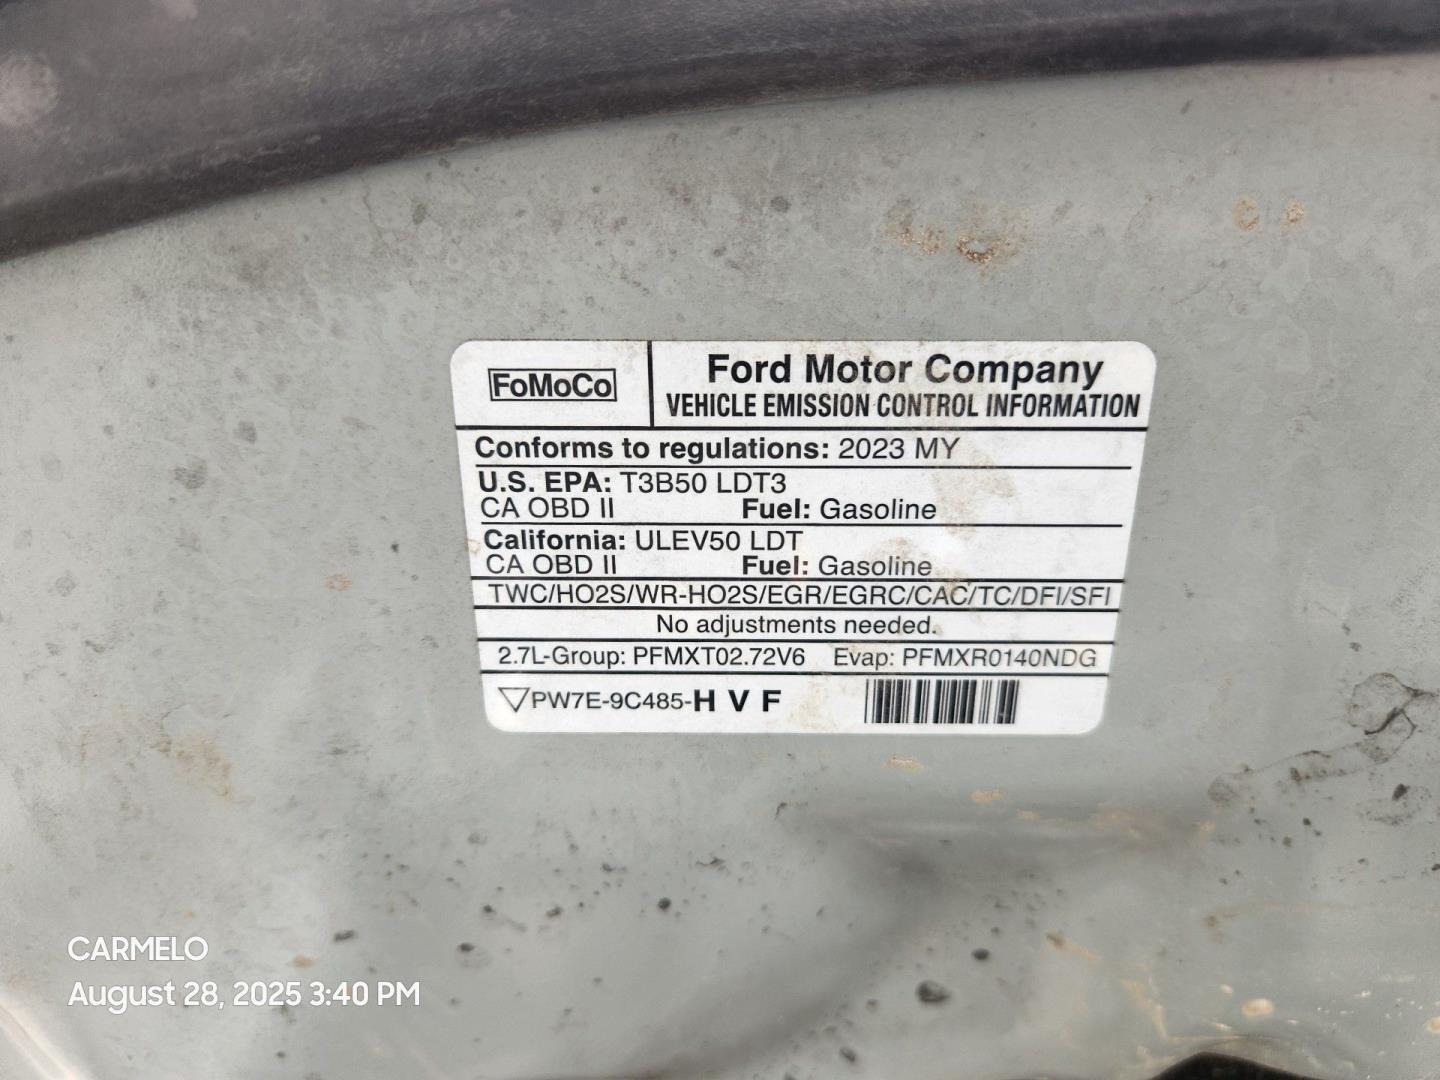 FoMoCo
Ford Motor Company
VEHICLE EMISSION CONTROL INFORMATION
Conforms to regulations: 2023 MY
U.S. EPA: T3B50 LDT3
CA OBD II Fuel: Gasoline
California: ULEV50 LDT
CA OBD II Fuel: Gasoline
TWC/HO2S/WR-HO2S/EGR/EGRC/CAC/TC/DFI/SFI
No adjustments needed.
2.7L-Group: PFMXT02.72V6 Evap: PFMXR0140NDG
PW7E-9C485-H V F
CARMELO
August 28, 2025 3:40 PM